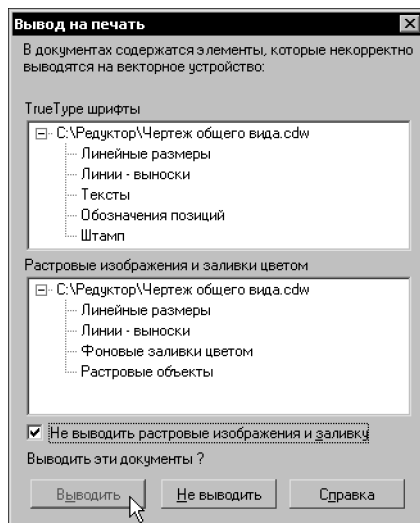 Вывод на печать
В документах содержатся элементы, которые некорректно
выводятся на векторное устройство:
TrueType шрифты
C:\Редуктор\Чертеж общего вида.cdw
Линейные размеры
Линии - выноски
Тексты
Обозначения позиций
Штамп
Растровые изображения и заливки цветом
C:\Редуктор\Чертеж общего вида.cdw
Линейные размеры
Линии - выноски
Фоновые заливки цветом
Растровые объекты
Не выводить растровые изображения и заливку
Выводить эти документы ?
Выводить Не выводить Справка